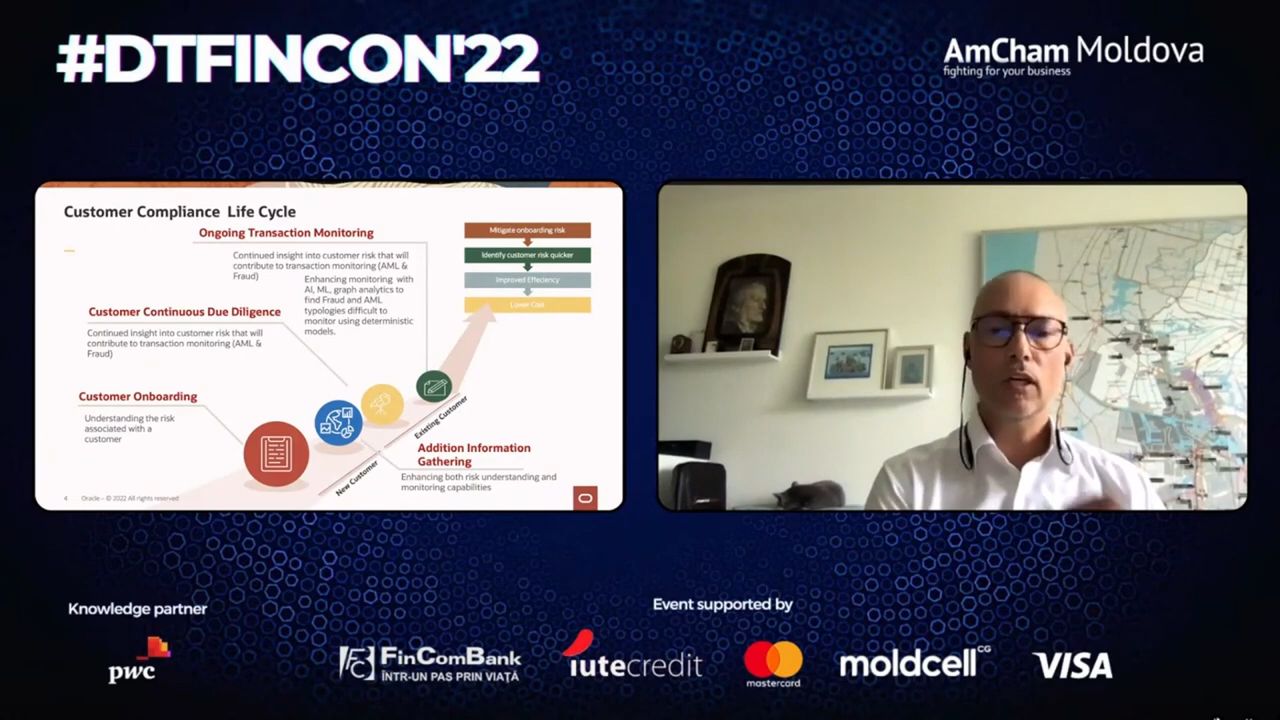 #DTFINCON'22
AmCham Moldova
fighting for your business
Customer Compliance Life Cycle
Ongoing Transaction Monitoring
Continued insight into customer risk that will
contribute to transaction monitoring (AML &
Fraud)
Enhancing monitoring with
AI, ML, graph analytics to
find Fraud and AML
typologies difficult to
monitor using deterministic
models.
Mitigate onboarding risk
Identify customer risk quicker
Improved Effeciency
Lower Cost
Customer Continuous Due Diligence
Continued insight into customer risk that will
contribute to transaction monitoring (AML &
Fraud)
Customer Onboarding
Understanding the risk
associated with a
customer
New Customer
Existing Customer
Addition Information
Gathering
Enhancing both risk understanding and
monitoring capabilities
4 Oracle – © 2022 All rights reserved
Knowledge partner
Event supported by
pwc
FC FinComBank
ÎNTR-UN PAS PRIN VIAȚĂ
iutecredit
mastercard
moldcell CG
VISA